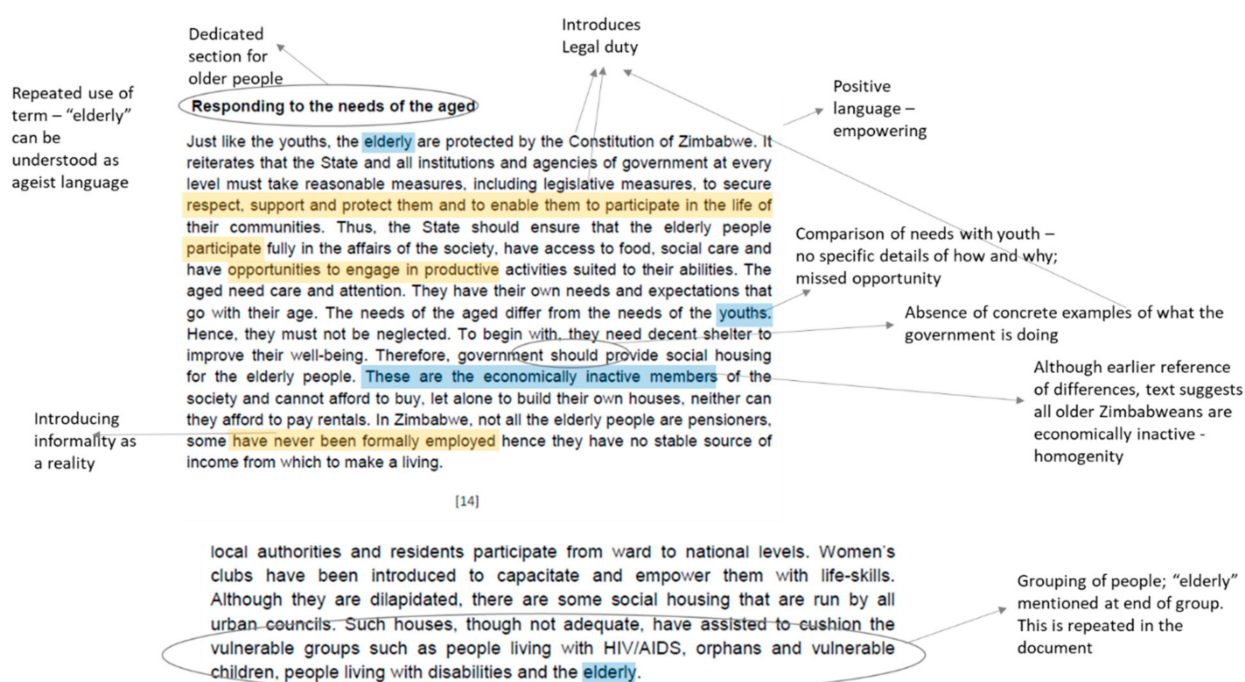 Dedicated
section for
older people
Introduces
Legal duty
Repeated use of
term – “elderly”
can be
understood as
ageist language
Positive
language –
empowering
Responding to the needs of the aged
Just like the youths, the elderly are protected by the Constitution of Zimbabwe. It
reiterates that the State and all institutions and agencies of government at every
level must take reasonable measures, including legislative measures, to secure
respect, support and protect them and to enable them to participate in the life of
their communities. Thus, the State should ensure that the elderly people
participate fully in the affairs of the society, have access to food, social care and
have opportunities to engage in productive activities suited to their abilities. The
aged need care and attention. They have their own needs and expectations that
go with their age. The needs of the aged differ from the needs of the youths.
Hence, they must not be neglected. To begin with, they need decent shelter to
improve their well-being. Therefore, government should provide social housing
for the elderly people. These are the economically inactive members of the
society and cannot afford to buy, let alone to build their own houses, neither can
they afford to pay rentals. In Zimbabwe, not all the elderly people are pensioners,
some have never been formally employed hence they have no stable source of
income from which to make a living.
Comparison of needs with youth –
no specific details of how and why;
missed opportunity
Absence of concrete examples of what the
government is doing
Although earlier reference
of differences, text suggests
all older Zimbabweans are
economically inactive -
homogenity
Introducing
informality as
a reality
[14]
local authorities and residents participate from ward to national levels. Women's
clubs have been introduced to capacitate and empower them with life-skills.
Although they are dilapidated, there are some social housing that are run by all
urban councils. Such houses, though not adequate, have assisted to cushion the
vulnerable groups such as people living with HIV/AIDS, orphans and vulnerable
children, people living with disabilities and the elderly.
Grouping of people; “elderly”
mentioned at end of group.
This is repeated in the
document